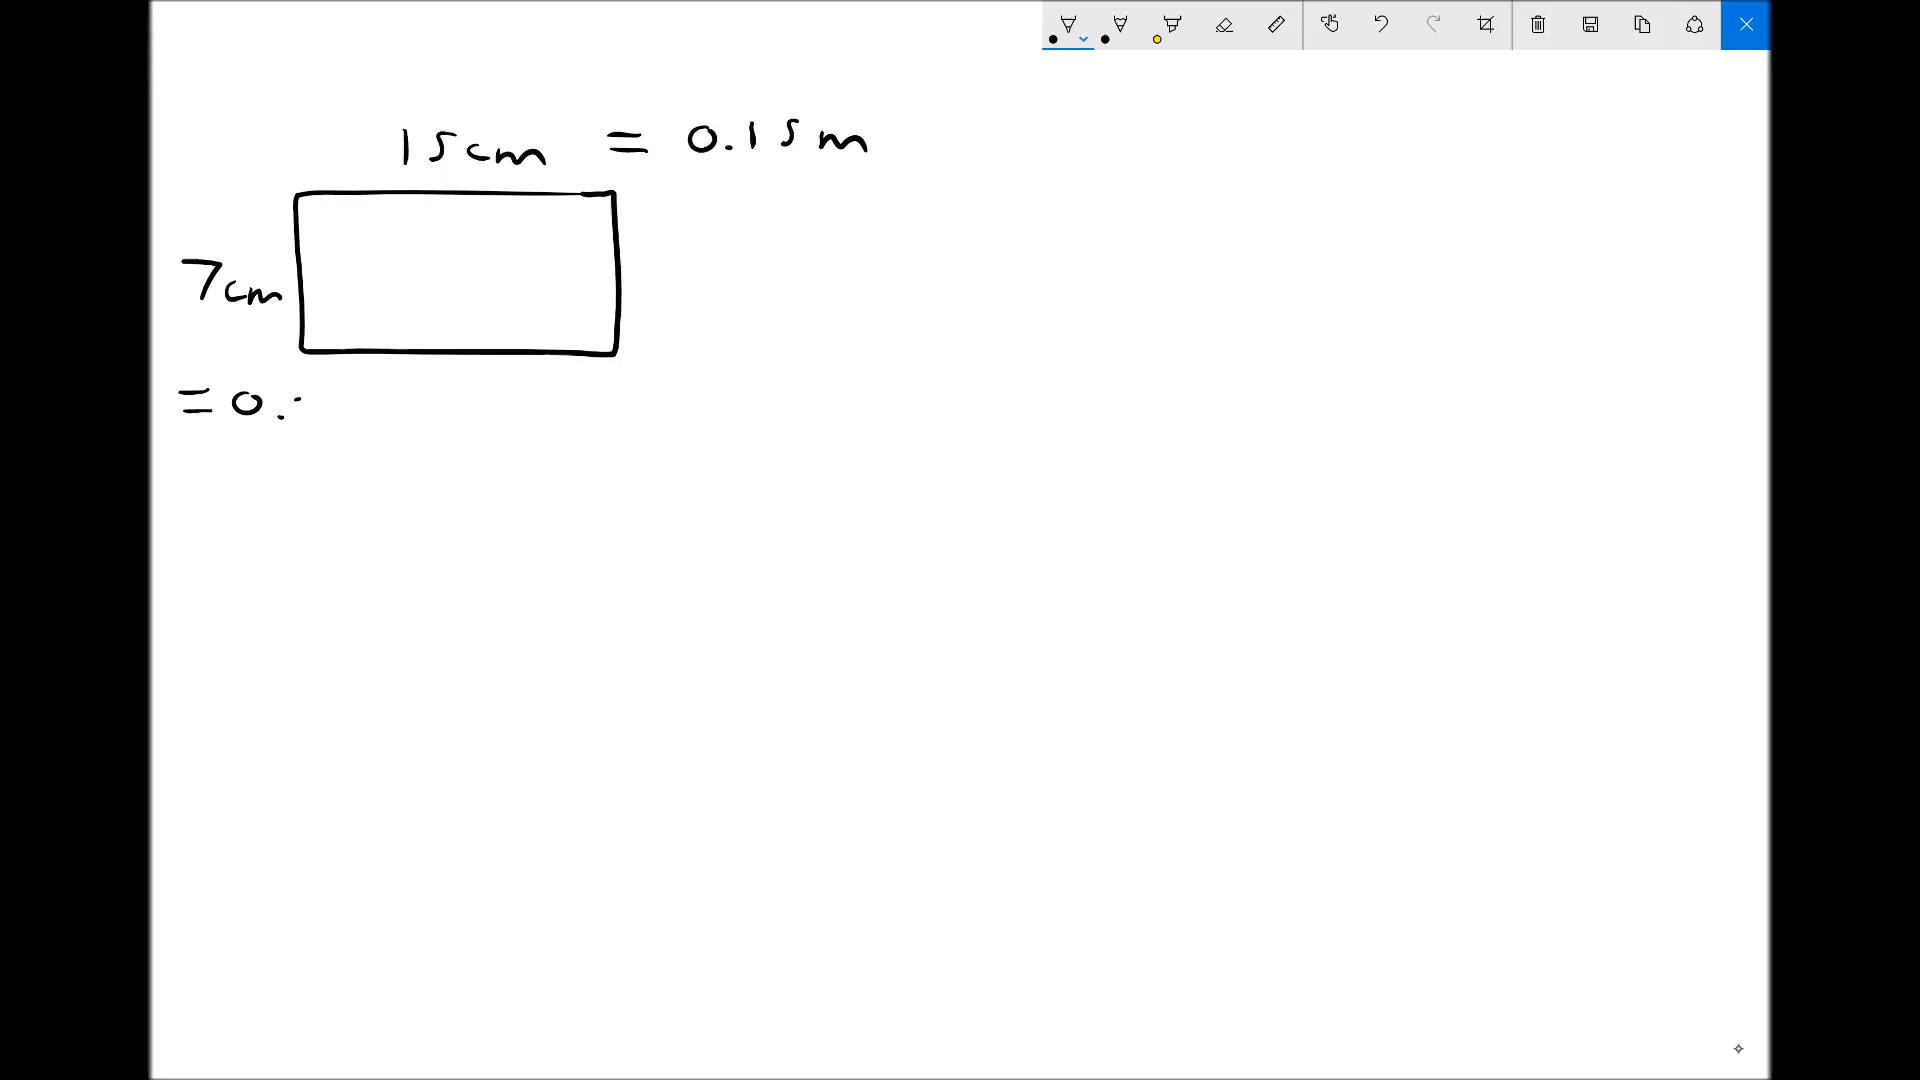 15cm = 0.15m
7cm
= 0.